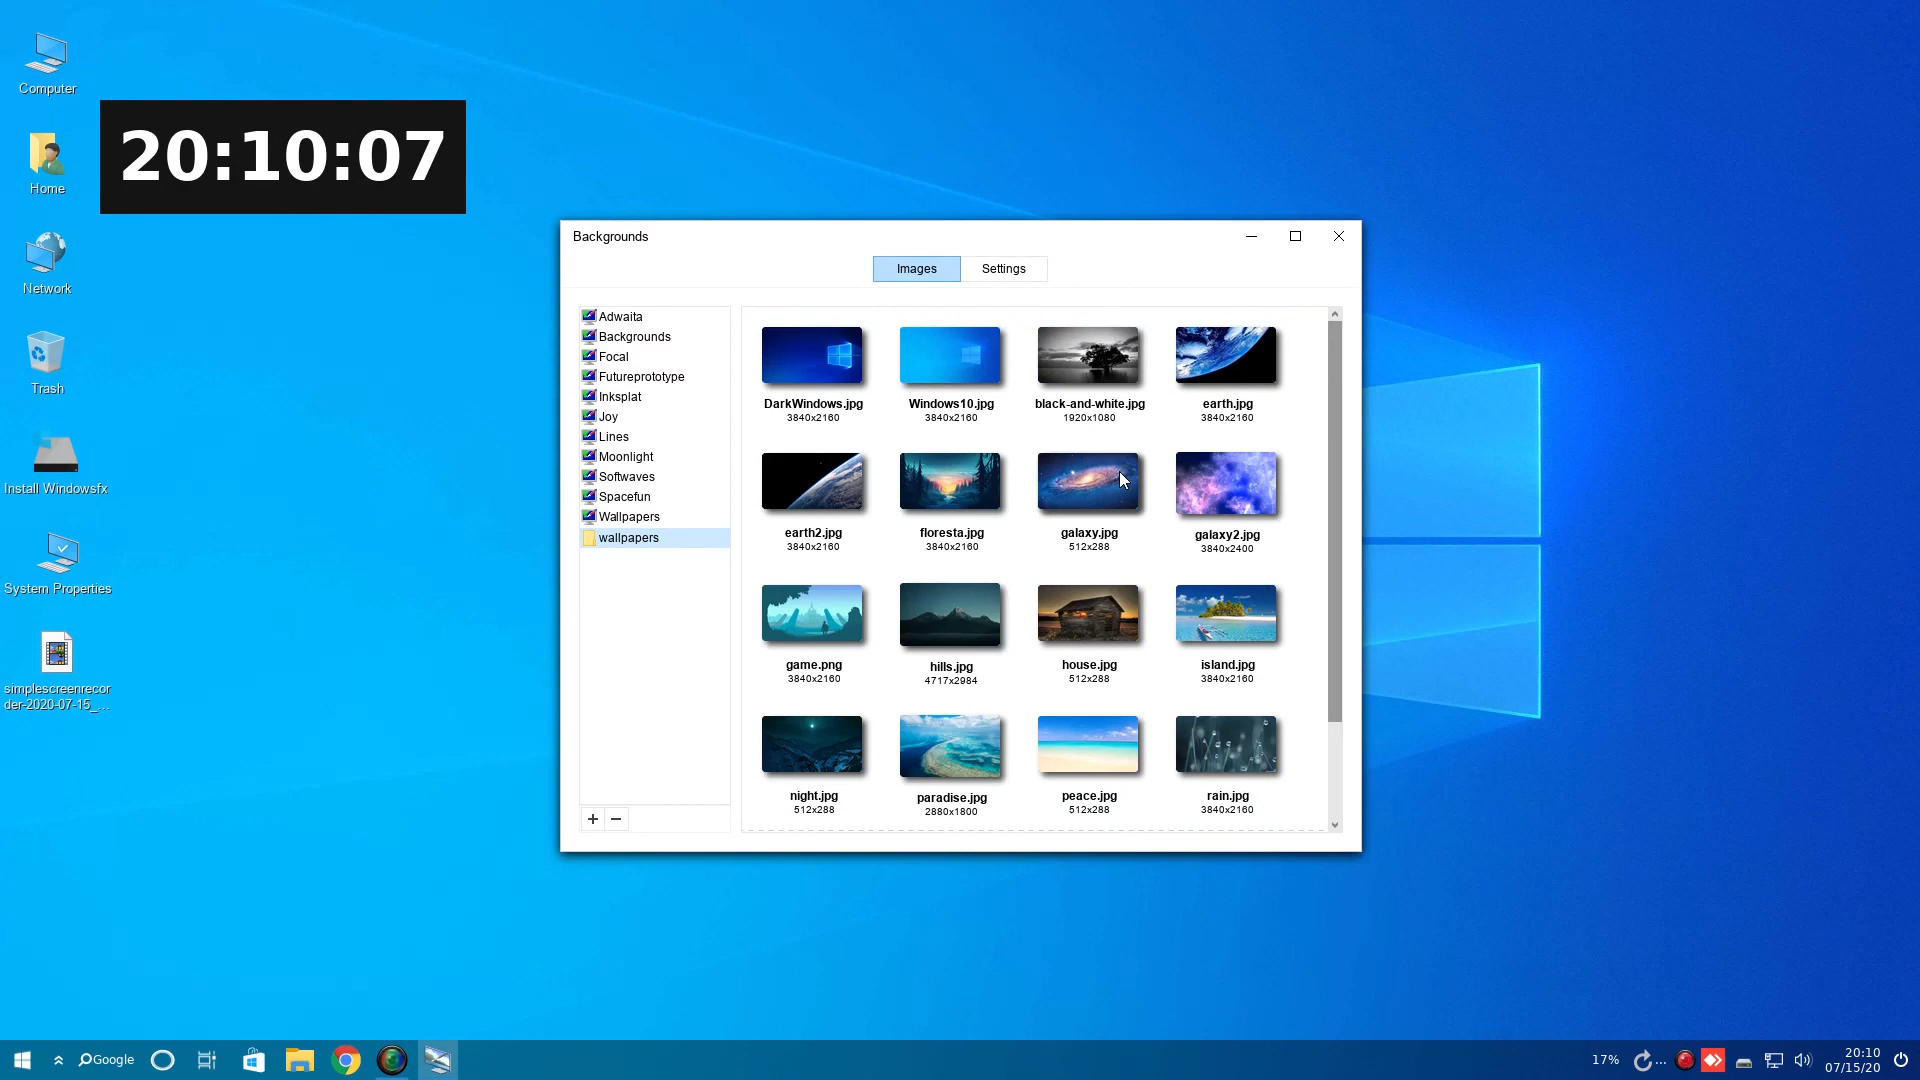 Computer
20:10:07
Home
Network
Trash
Install Windowsfx
System Properties
simplescreenrecor
der-2020-07-15_...
Backgrounds
Images
Settings
Adwaita
Backgrounds
Focal
Futureprototype
Inksplat
Joy
Lines
Moonlight
Softwaves
Spacefun
Wallpapers
wallpapers
DarkWindows.jpg
3840x2160
Windows10.jpg
3840x2160
black-and-white.jpg
1920x1080
earth.jpg
3840x2160
earth2.jpg
3840x2160
floresta.jpg
3840x2160
galaxy.jpg
512x288
galaxy2.jpg
3840x2400
game.png
3840x2160
hills.jpg
4717x2984
house.jpg
512x288
island.jpg
3840x2160
night.jpg
512x288
paradise.jpg
2880x1800
peace.jpg
512x288
rain.jpg
3840x2160
Google
17%
...
20:10
07/15/20